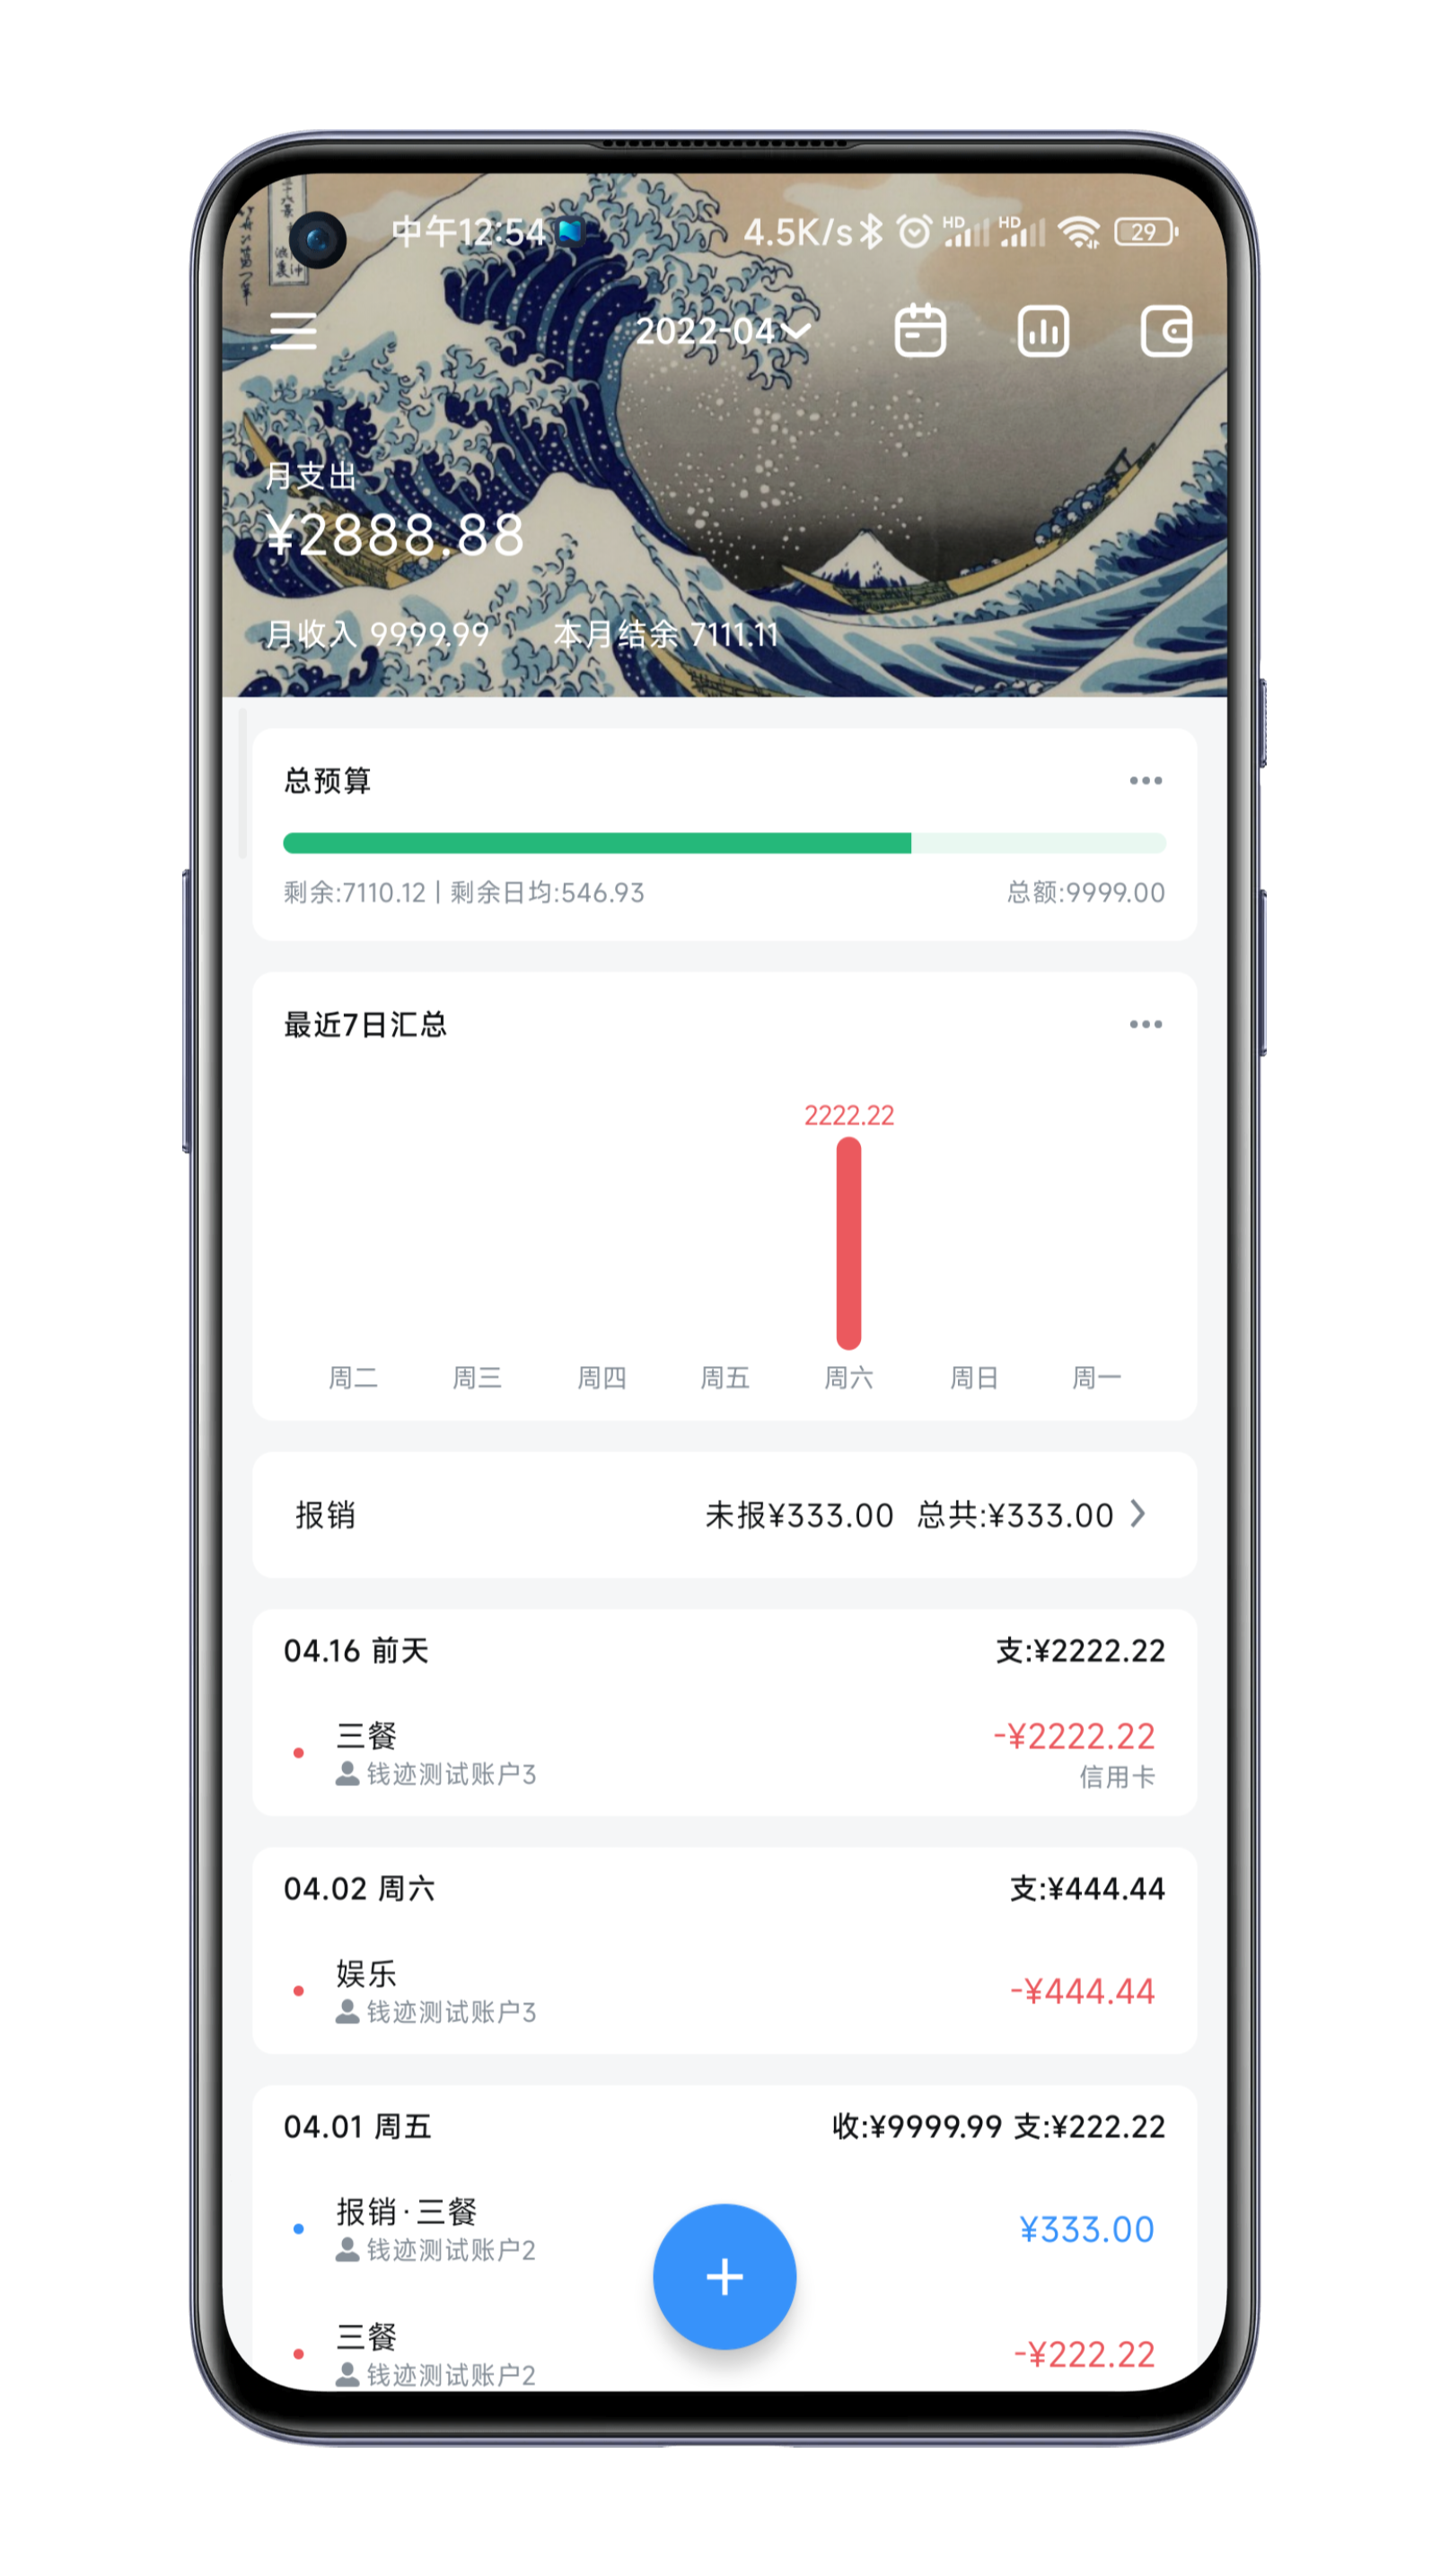 中午12:54
4.5K/s HD HD 29
2022-04
月支出
¥2888.88
月收入 9999.99 本月结余 7111.11
总预算
剩余:7110.12 | 剩余日均:546.93 总额:9999.00
最近7日汇总
2222.22
周二 周三 周四 周五 周六 周日 周一
报销 未报¥333.00 总共:¥333.00
04.16 前天 支:¥2222.22
三餐 -¥2222.22
钱迹测试账户3 信用卡
04.02 周六 支:¥444.44
娱乐
钱迹测试账户3 -¥444.44
04.01 周五 收:¥9999.99 支:¥222.22
报销·三餐
钱迹测试账户2 ¥333.00
三餐
钱迹测试账户2 -¥222.22